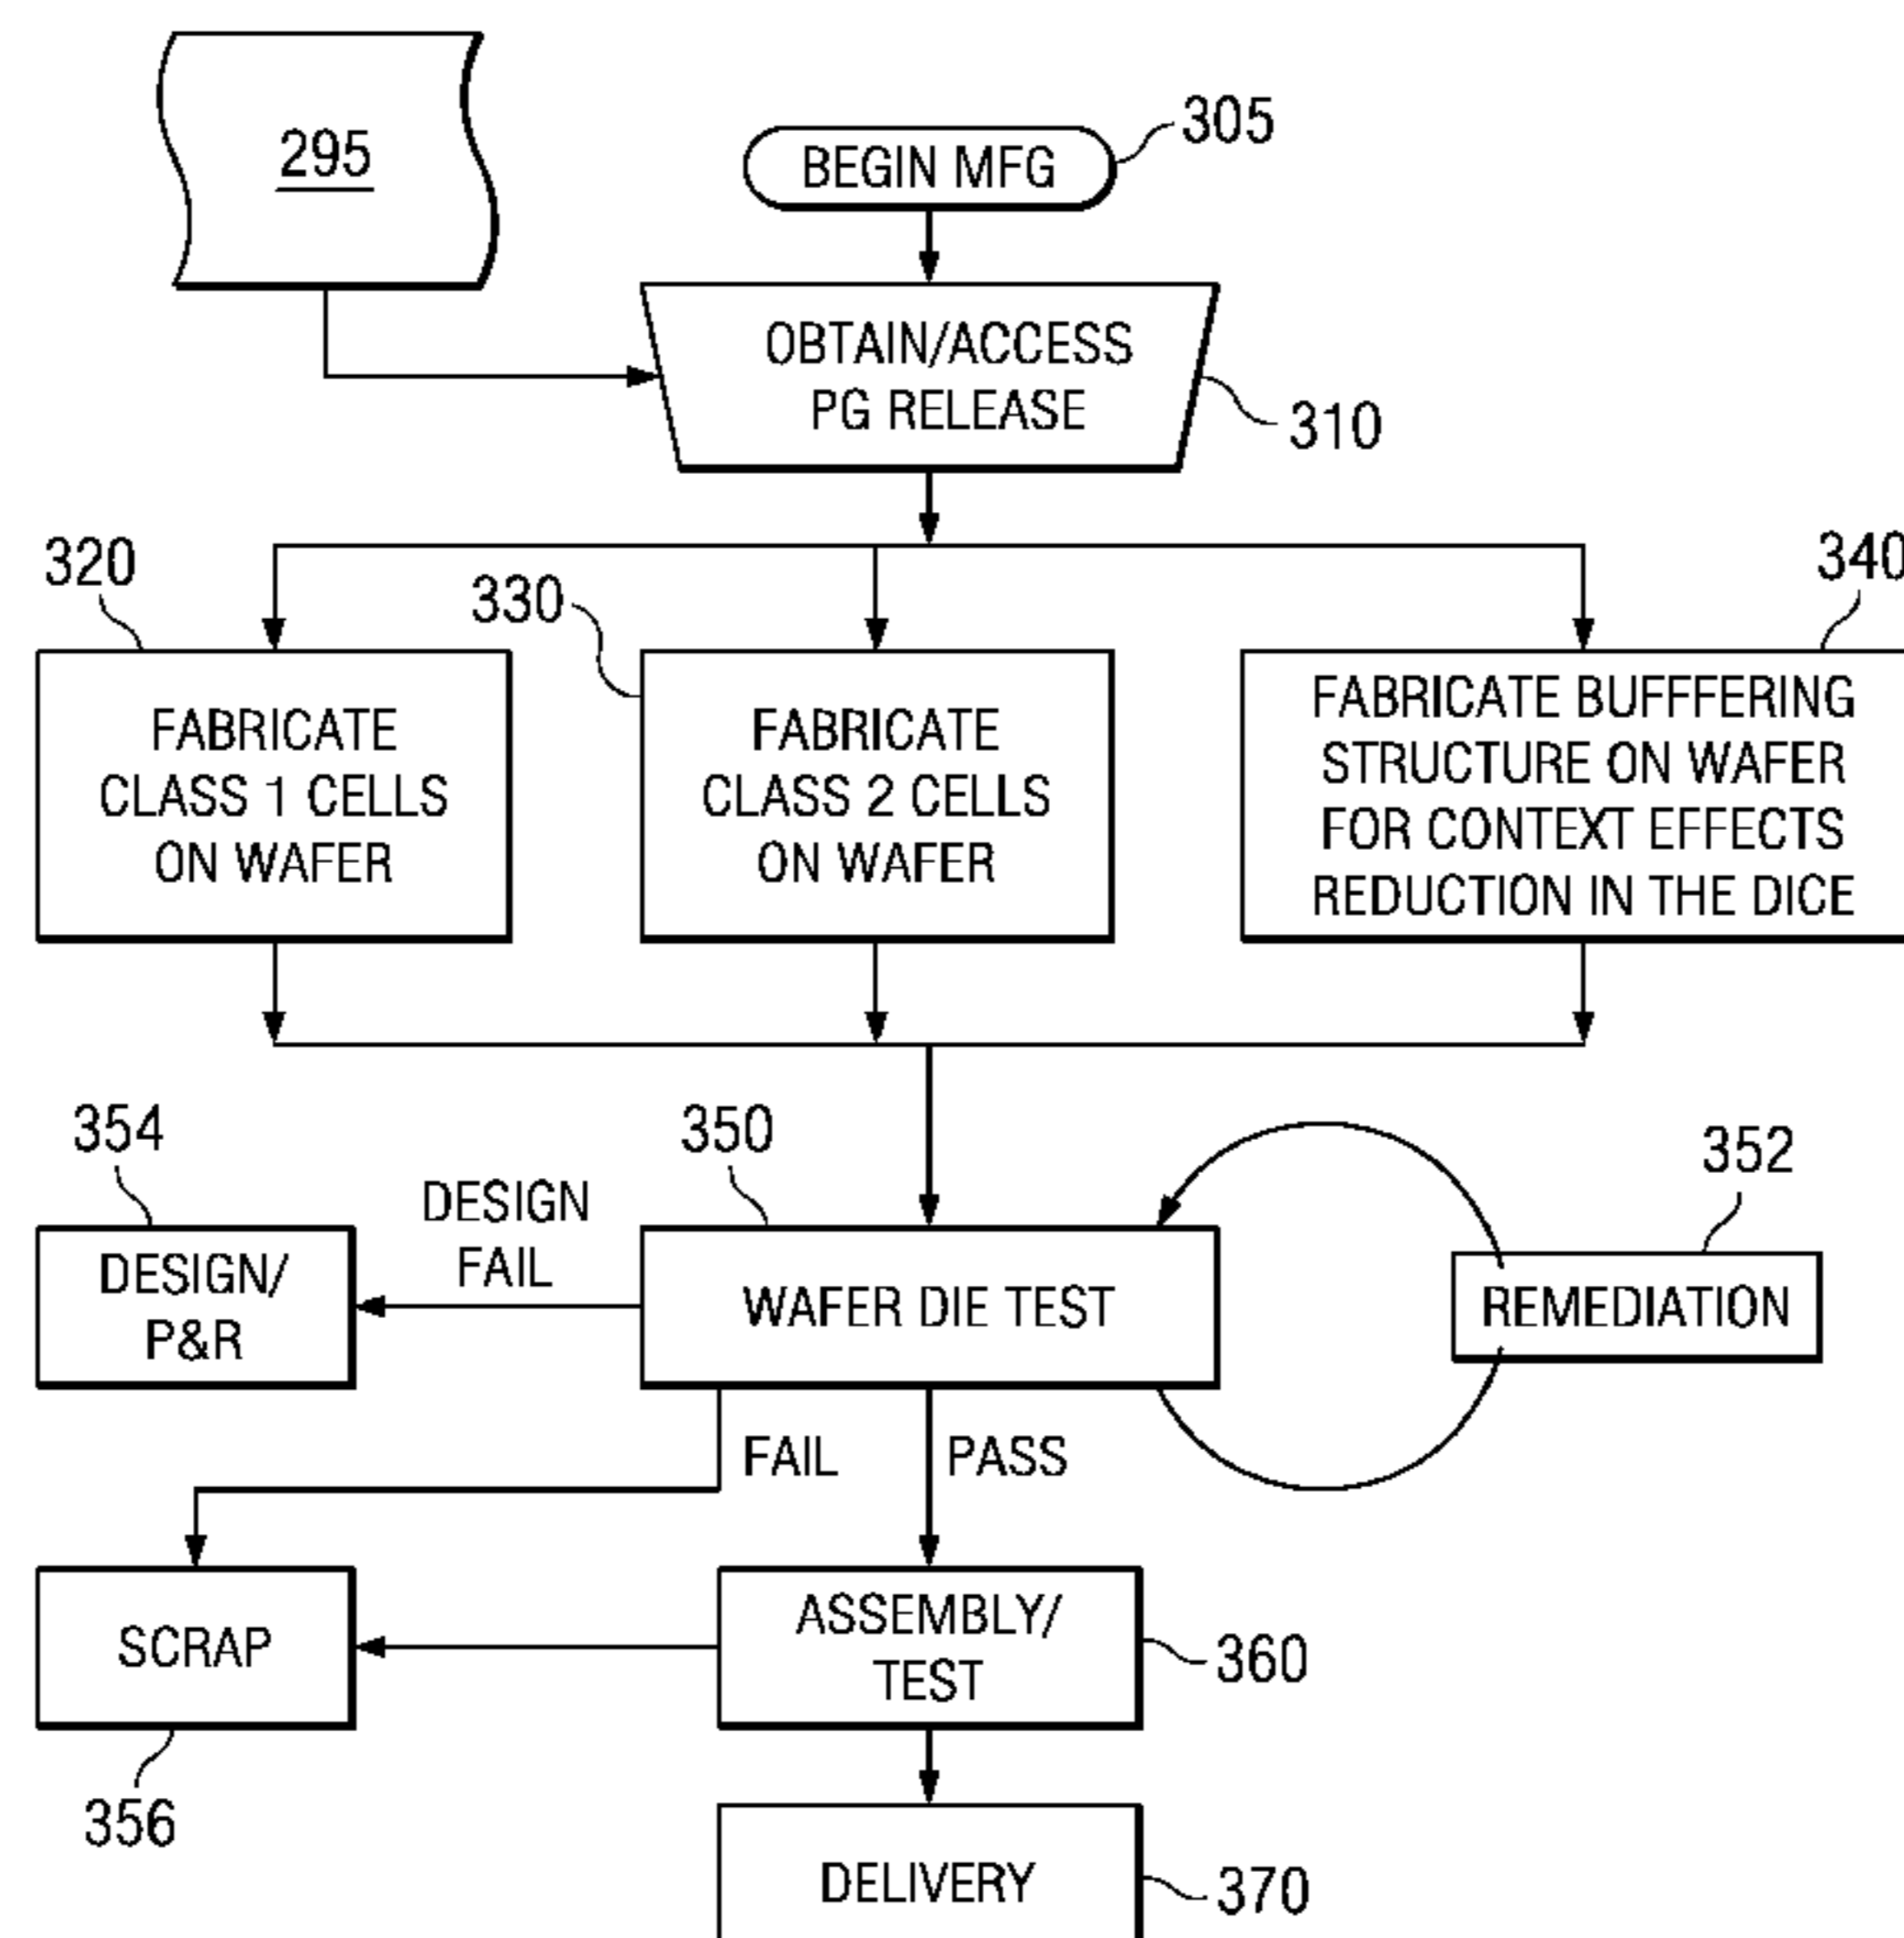 295
305
BEGIN MFG
OBTAIN/ACCESS
PG RELEASE
310
320
330
340
FABRICATE
CLASS 1 CELLS
ON WAFER
FABRICATE
CLASS 2 CELLS
ON WAFER
FABRICATE BUFFFERING
STRUCTURE ON WAFER
FOR CONTEXT EFFECTS
REDUCTION IN THE DICE
354
350
352
DESIGN
FAIL
DESIGN/
P&R
WAFER DIE TEST
REMEDIATION
FAIL
PASS
SCRAP
ASSEMBLY/
TEST
360
356
DELIVERY
370